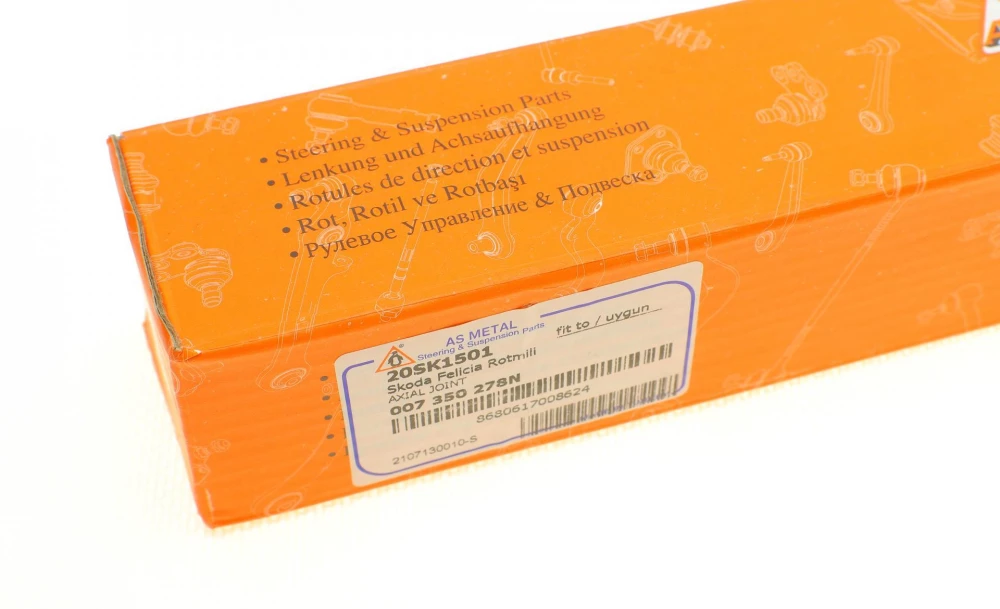 • Steering & Suspension Parts
• Lenkung und Achsaufhängung
• Rotules de direction et suspension
• Rot, Rotil ve Rotbaşı
• Рулевое Управление & Подвеска
AS METAL
Steering & Suspension Parts
fit to / uygun
20SK1501
Skoda Felicia Rotmili
AXIAL JOINT
007 350 278N
8680617008624
2107130010-S